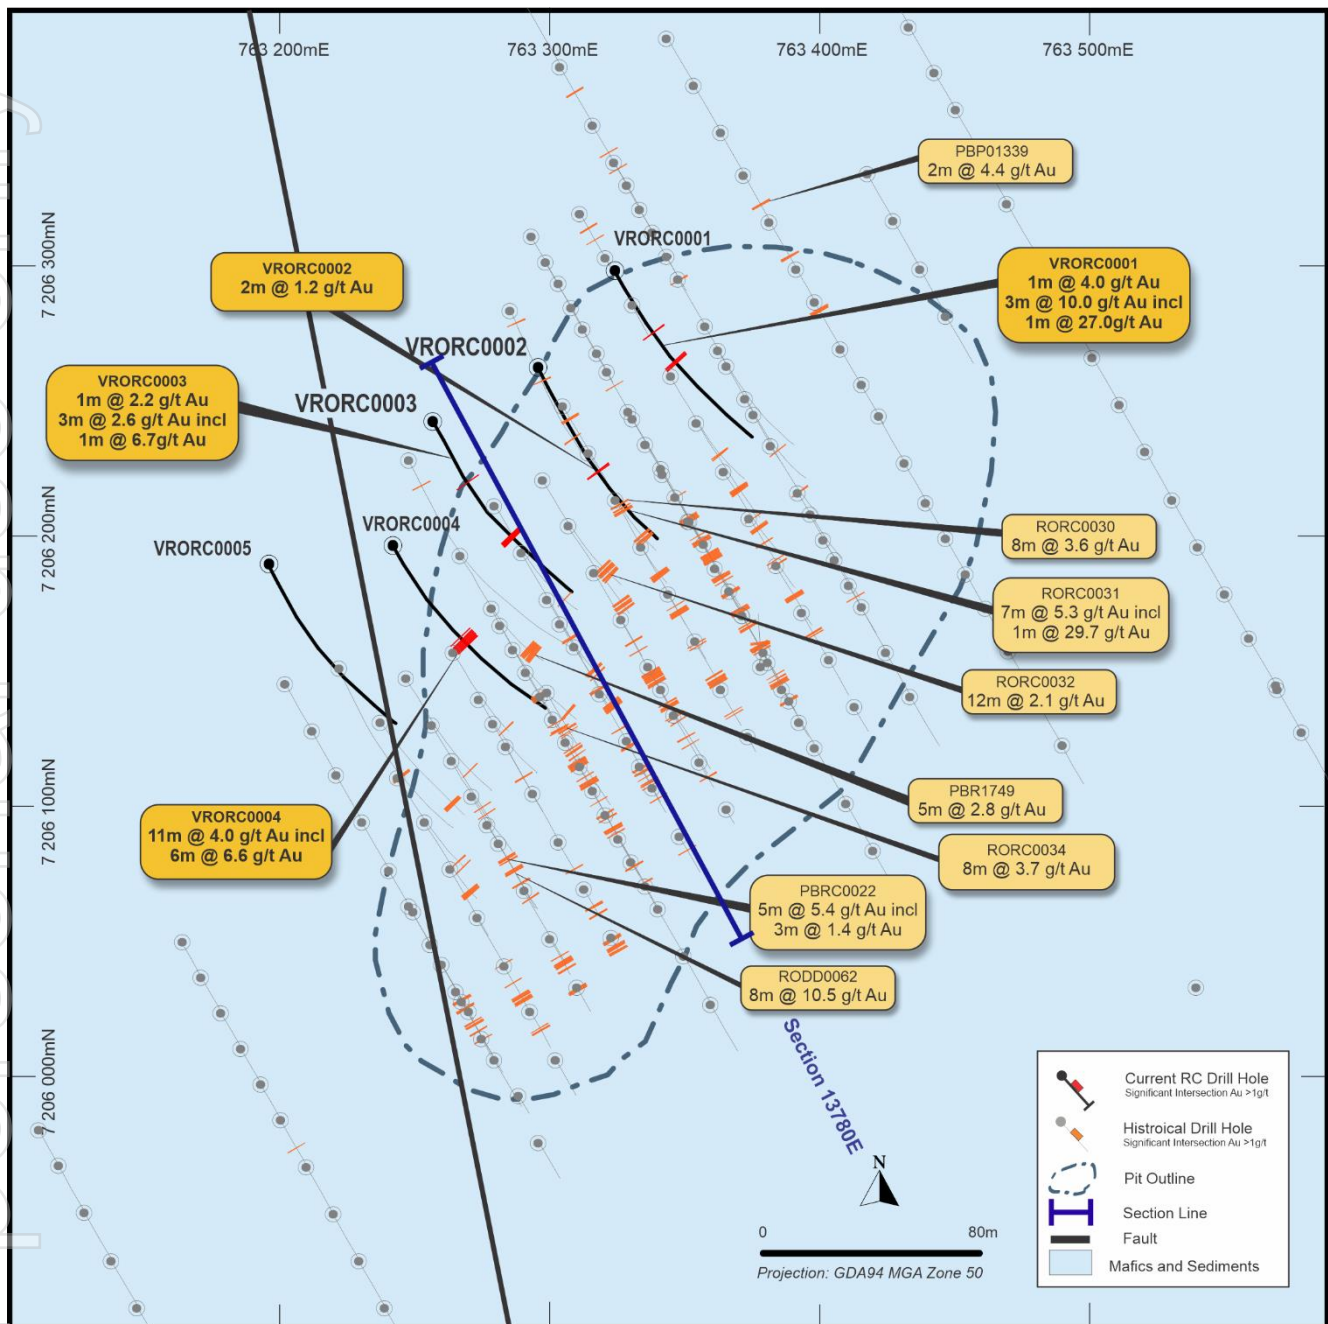 763 200mE
763 300mE
763 400mE
763 500mE
PBP01339
2m @ 4.4 g/t Au
7 206 300mN
VRORC0001
VRORC0002
2m @ 1.2 g/t Au
VRORC0001
1m @ 4.0 g/t Au
3m @ 10.0 g/t Au incl
1m @ 27.0g/t Au
VRORC0002
VRORC0003
1m @ 2.2 g/t Au
3m @ 2.6 g/t Au incl
1m @ 6.7g/t Au
VRORC0003
7 206 200mN
VRORC0004
VRORC0005
RORC0030
8m @ 3.6 g/t Au
RORC0031
7m @ 5.3 g/t Au incl
1m @ 29.7 g/t Au
RORC0032
12m @ 2.1 g/t Au
7 206 100mN
PBR1749
5m @ 2.8 g/t Au
VRORC0004
11m @ 4.0 g/t Au incl
6m @ 6.6 g/t Au
RORC0034
8m @ 3.7 g/t Au
PBRC0022
5m @ 5.4 g/t Au incl
3m @ 1.4 g/t Au
RODD0062
8m @ 10.5 g/t Au
7 206 000mN
Section 13780E
N
0 80m
Projection: GDA94 MGA Zone 50
Current RC Drill Hole
Significant Intersection Au >1g/t
Histroical Drill Hole
Significant Intersection Au >1g/t
Pit Outline
Section Line
Fault
Mafics and Sediments